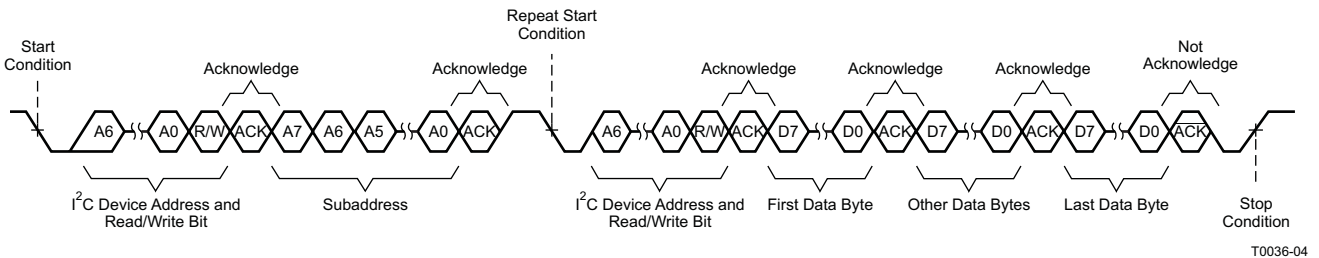 Repeat Start
Condition
Start
Condition
Not
Acknowledge
Acknowledge
Acknowledge
Acknowledge
Acknowledge
Acknowledge
A6 A0 R/W ACK A7 A6 A5 A0 ACK A6 A0 R/W ACK D7 D0 ACK D7 D0 ACK D7 D0 ACK
I²C Device Address and
Read/Write Bit
Subaddress
I²C Device Address and
Read/Write Bit
First Data Byte
Other Data Bytes
Last Data Byte
Stop
Condition
T0036-04